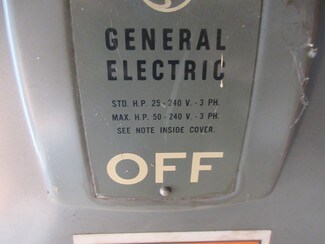 GENERAL
ELECTRIC
STD. H.P. 25 - 240 V. - 3 PH.
MAX. H.P. 50 - 240 V. - 3 PH.
SEE NOTE INSIDE COVER.
OFF